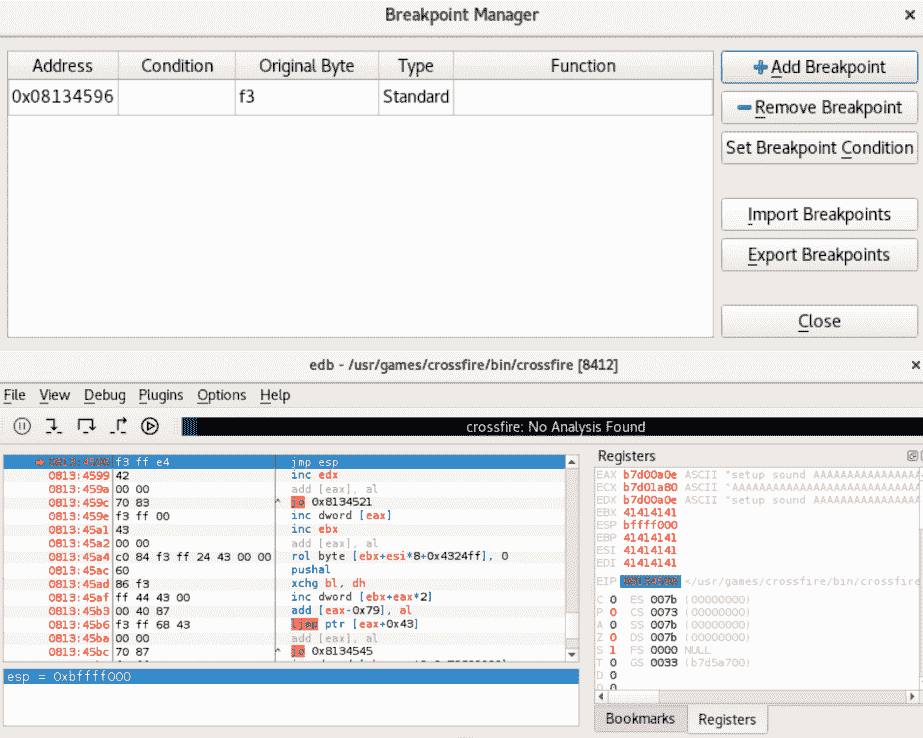 Breakpoint Manager ×
Address Condition Original Byte Type Function
0x08134596 f3 Standard
Add Breakpoint
Remove Breakpoint
Set Breakpoint Condition
Import Breakpoints
Export Breakpoints
Close
edb - /usr/games/crossfire/bin/crossfire [8412] ×
File View Debug Plugins Options Help
crossfire: No Analysis Found
f3 ff e4 jmp esp
0813:4599 42 inc edx
0813:459a 00 00 add [eax], al
0813:459c 70 83 jo 0x8134521
0813:459e f3 ff 00 inc dword [eax]
0813:45a1 43 inc ebx
0813:45a2 00 00 add [eax], al
0813:45a4 c0 84 f3 ff 24 43 00 00 rol byte [ebx+esi*8+0x4324ff], 0
0813:45ac 60 pushal
0813:45ad 86 f3 xchg bl, dh
0813:45af ff 44 43 00 inc dword [ebx+eax*2]
0813:45b3 00 40 87 add [eax-0x79], al
0813:45b6 f3 ff 68 43 ljmp ptr [eax+0x43]
0813:45ba 00 00 add [eax], al
0813:45bc 70 87 jo 0x8134545
esp = 0xbffff000
Registers
EAX b7d00a0e ASCII "setup sound AAAAAAAAAAAAAAAA
ECX b7d01a80 ASCII "AAAAAAAAAAAAAAAAAAAAAAAAAAAA
EDX b7d00a0e ASCII "setup sound AAAAAAAAAAAAAAAA
EBX 41414141
ESP bffff000
EBP 41414141
ESI 41414141
EDI 41414141
EIP </usr/games/crossfire/bin/crossfire
C 0 ES 007b (00000000)
P 0 CS 0073 (00000000)
A 0 SS 007b (00000000)
Z 0 DS 007b (00000000)
S 1 FS 0000 NULL
T 0 GS 0033 (b7d5a700)
D 0
Bookmarks Registers